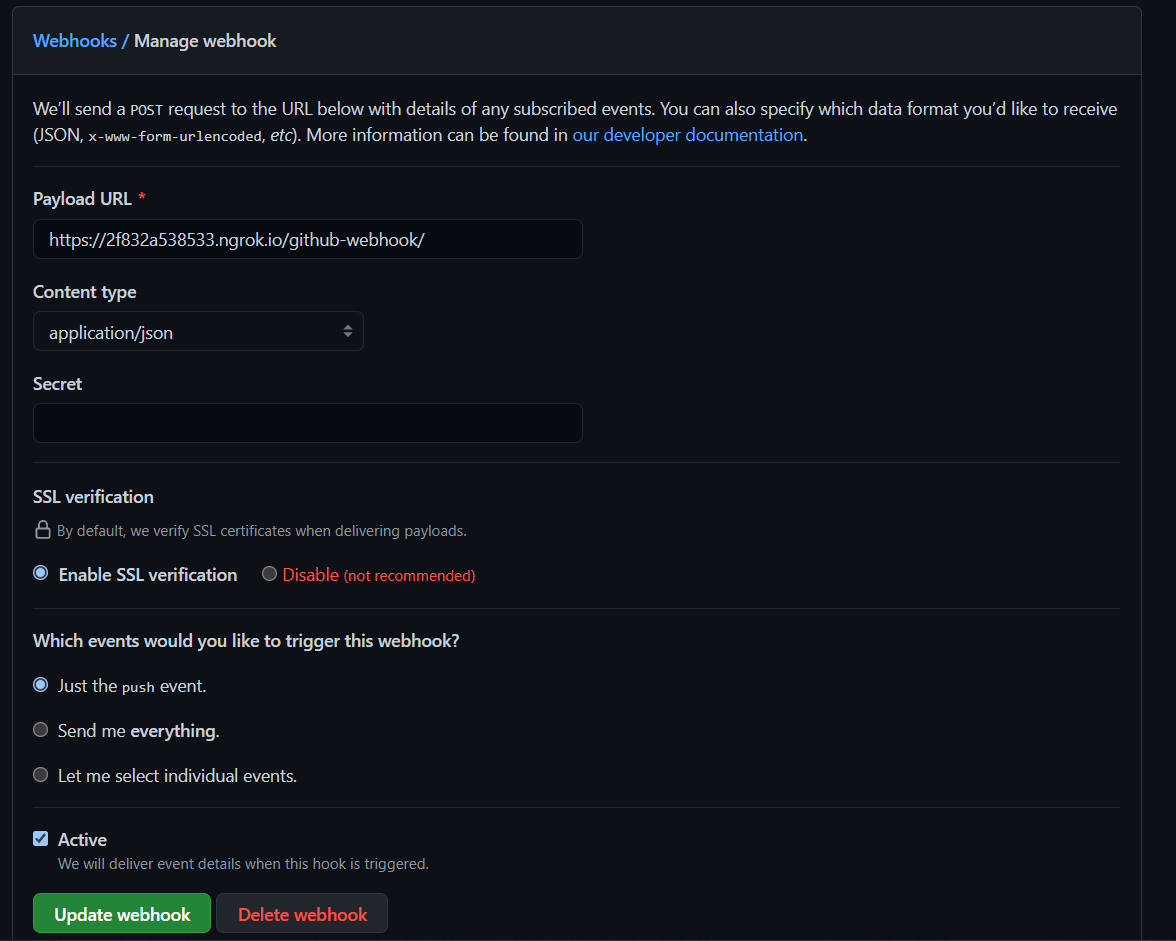 Webhooks / Manage webhook
We’ll send a POST request to the URL below with details of any subscribed events. You can also specify which data format you’d like to receive
(JSON, x-www-form-urlencoded, etc). More information can be found in our developer documentation.
Payload URL *
https://2f832a538533.ngrok.io/github-webhook/
Content type
application/json
Secret
SSL verification
By default, we verify SSL certificates when delivering payloads.
Enable SSL verification Disable (not recommended)
Which events would you like to trigger this webhook?
Just the push event.
Send me everything.
Let me select individual events.
Active
We will deliver event details when this hook is triggered.
Update webhook Delete webhook